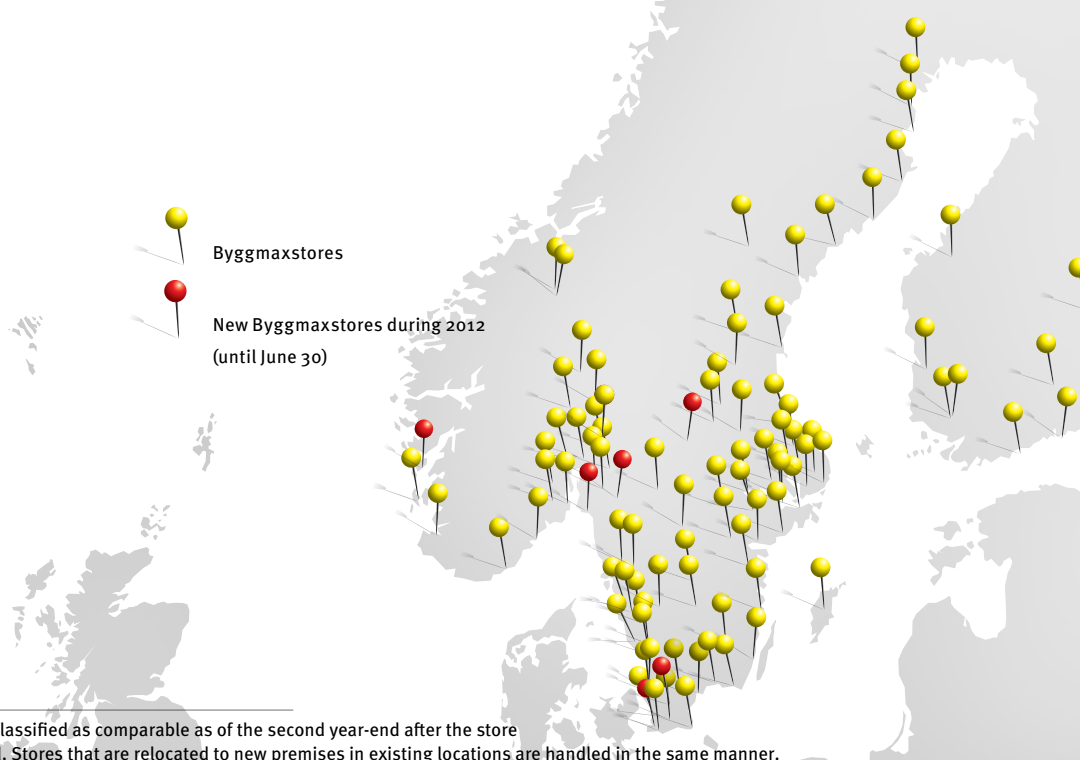 Byggmaxstores
New Byggmaxstores during 2012
(until June 30)
lassified as comparable as of the second year-end after the store
. Stores that are relocated to new premises in existing locations are handled in the same manner.